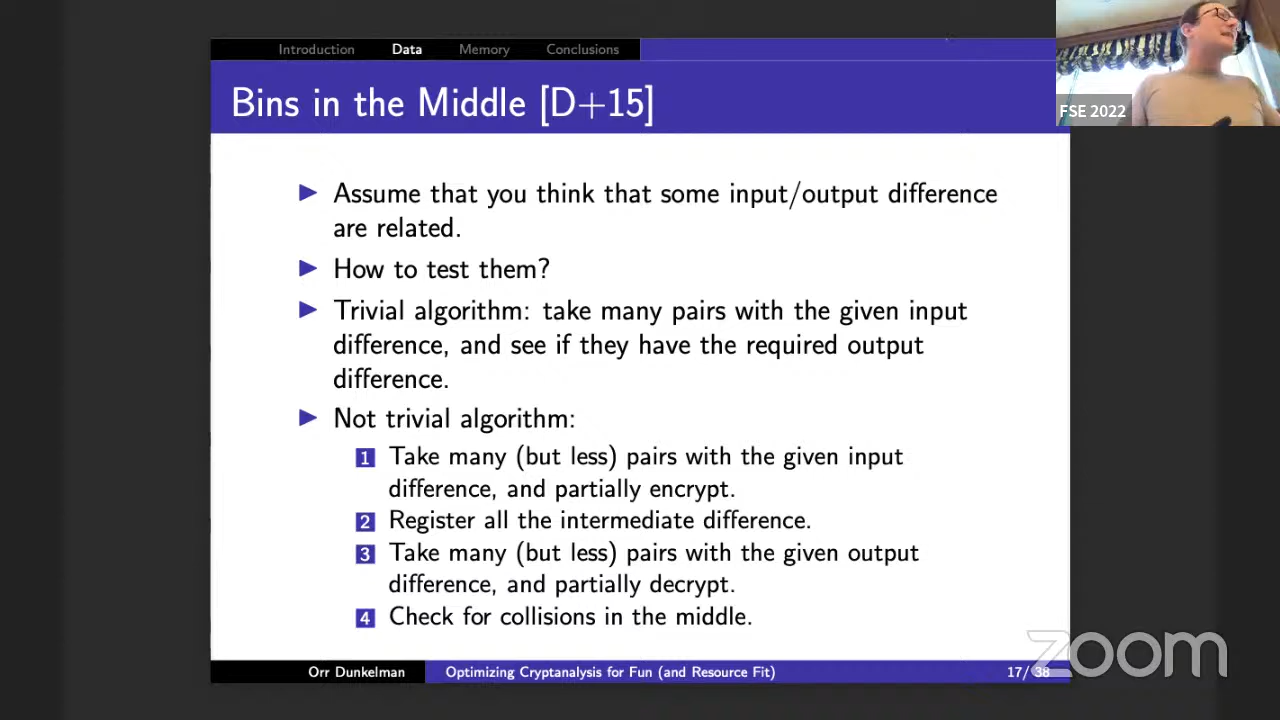 Introduction Data Memory Conclusions
Bins in the Middle [D+15]
FSE 2022
Assume that you think that some input/output difference
are related.
How to test them?
Trivial algorithm: take many pairs with the given input
difference, and see if they have the required output
difference.
Not trivial algorithm:
1 Take many (but less) pairs with the given input
difference, and partially encrypt.
2 Register all the intermediate difference.
3 Take many (but less) pairs with the given output
difference, and partially decrypt.
4 Check for collisions in the middle.
Orr Dunkelman Optimizing Cryptanalysis for Fun (and Resource Fit) 17/38
zoom